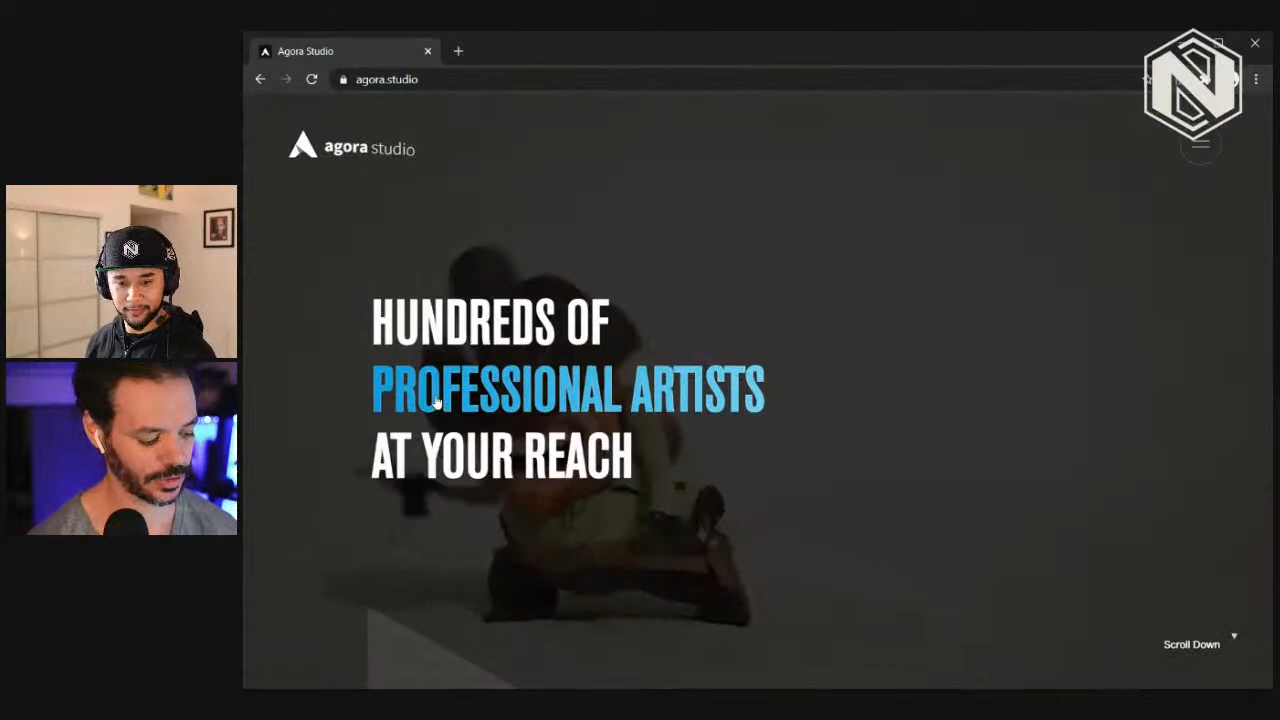 Agora Studio
agora.studio
agora studio
HUNDREDS OF
PROFESSIONAL ARTISTS
AT YOUR REACH
Scroll Down
N
N